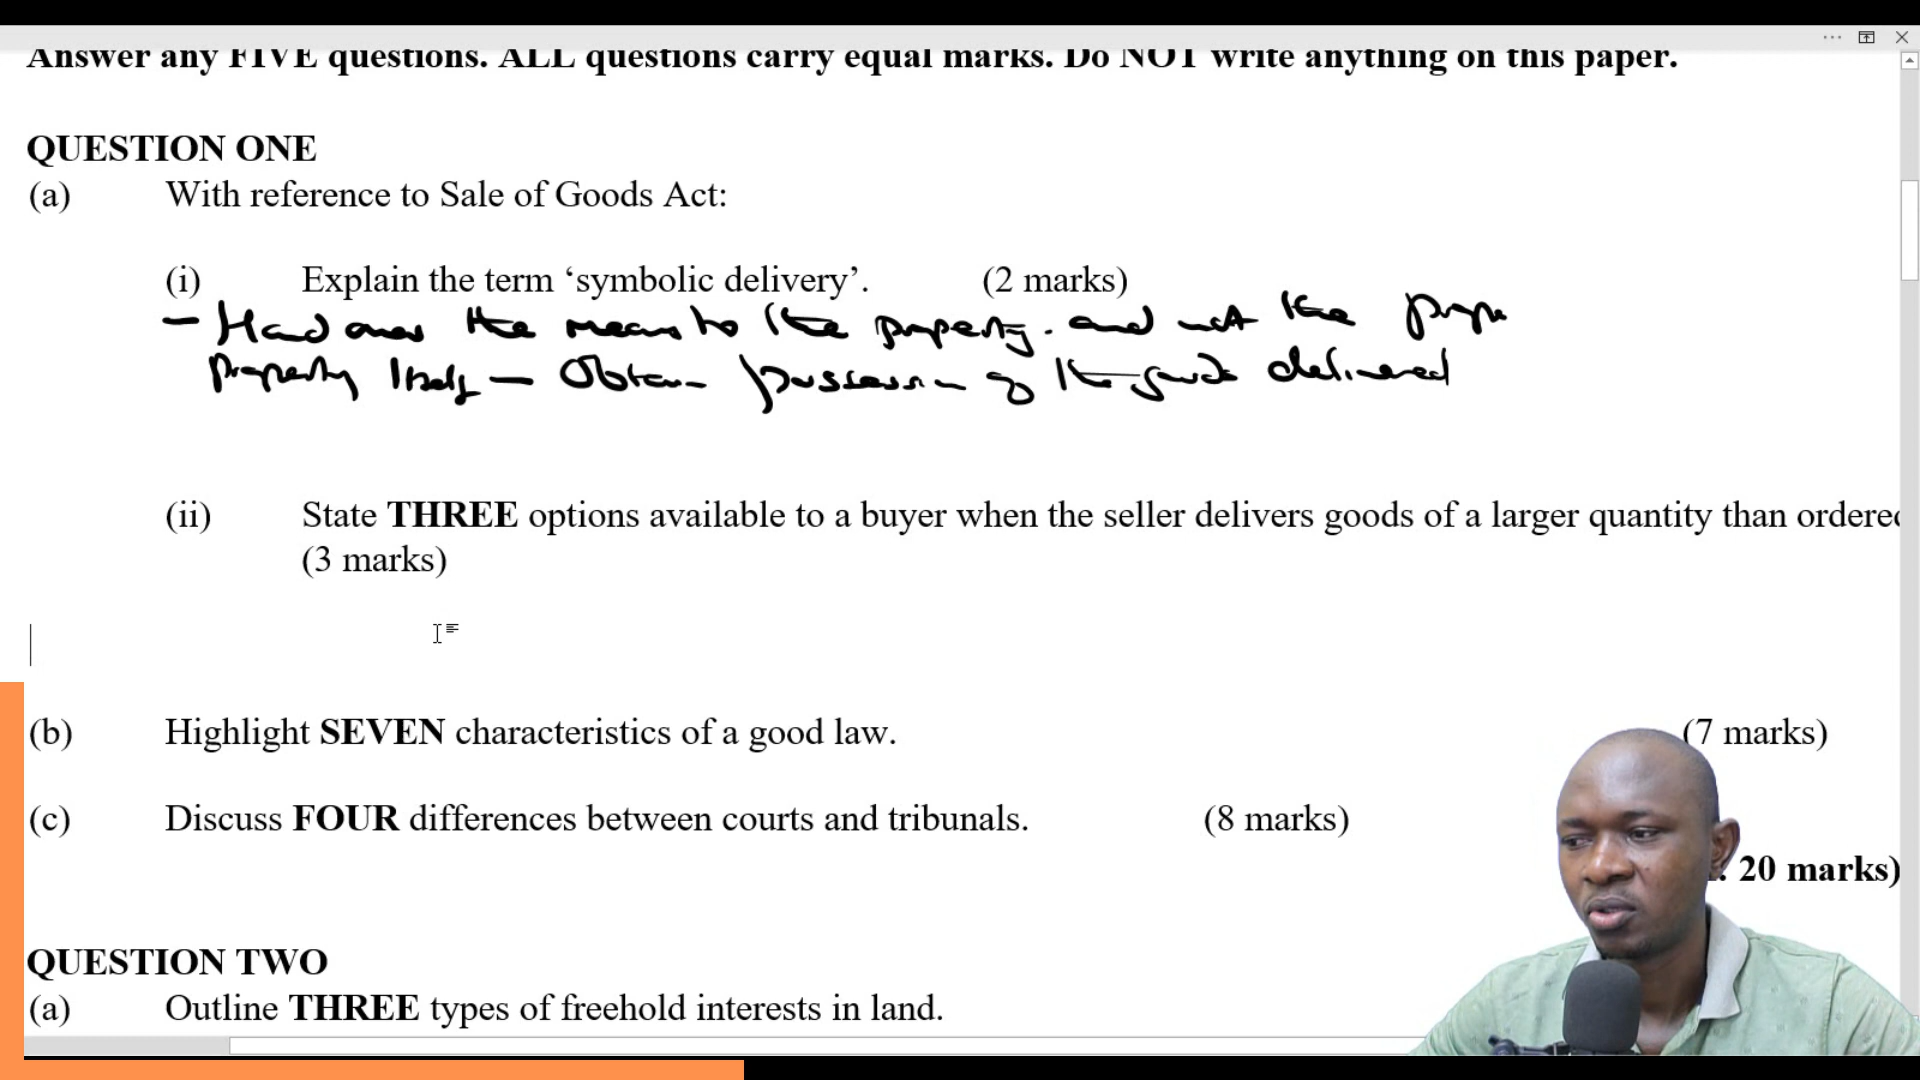 Answer any FIVE questions. ALL questions carry equal marks. Do NOT write anything on this paper.
QUESTION ONE
(a) With reference to Sale of Goods Act:
(i) Explain the term ‘symbolic delivery’. (2 marks)
- Hand over the means to the property. and not the prope
property itself — Obtain possession of the goods delivered
(ii) State THREE options available to a buyer when the seller delivers goods of a larger quantity than ordered
(3 marks)
(b) Highlight SEVEN characteristics of a good law. (7 marks)
(c) Discuss FOUR differences between courts and tribunals. (8 marks)
20 marks)
QUESTION TWO
(a) Outline THREE types of freehold interests in land.